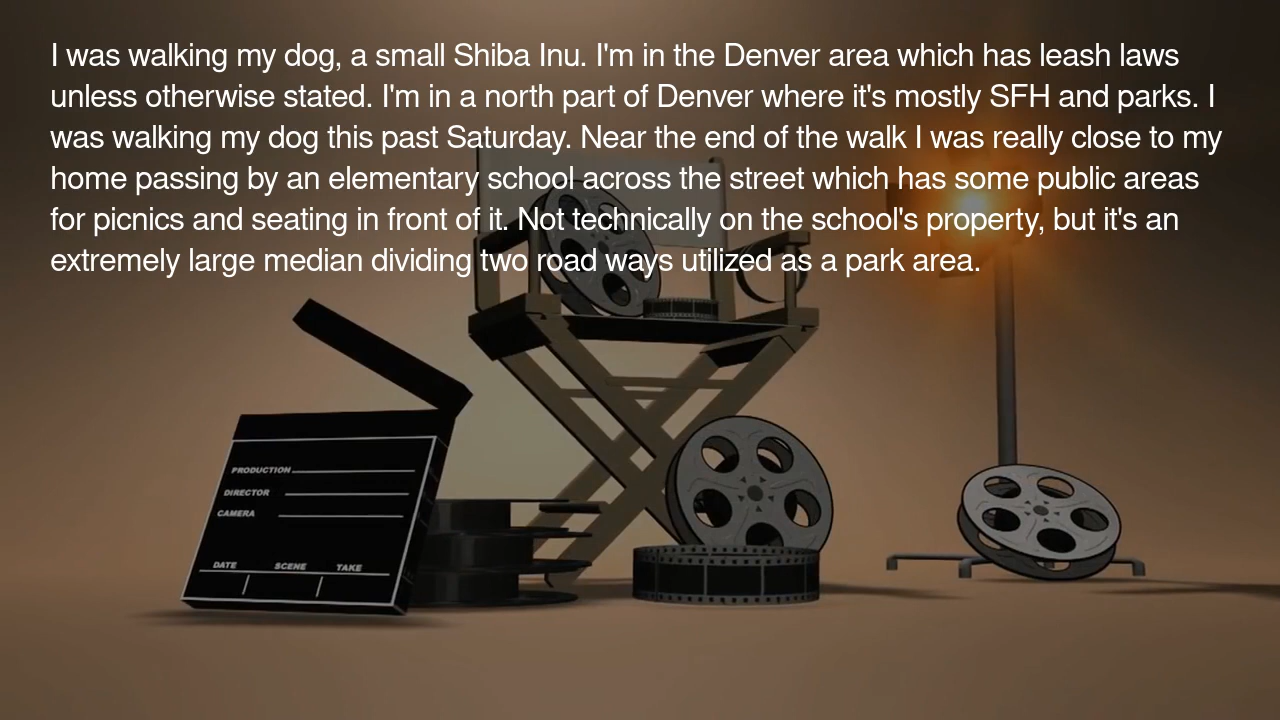 I was walking my dog, a small Shiba Inu. I'm in the Denver area which has leash laws
unless otherwise stated. I'm in a north part of Denver where it's mostly SFH and parks. I
was walking my dog this past Saturday. Near the end of the walk I was really close to my
home passing by an elementary school across the street which has some public areas
for picnics and seating in front of it. Not technically on the school's property, but it's an
extremely large median dividing two road ways utilized as a park area.
PRODUCTION
DIRECTOR
CAMERA
DATE SCENE TAKE